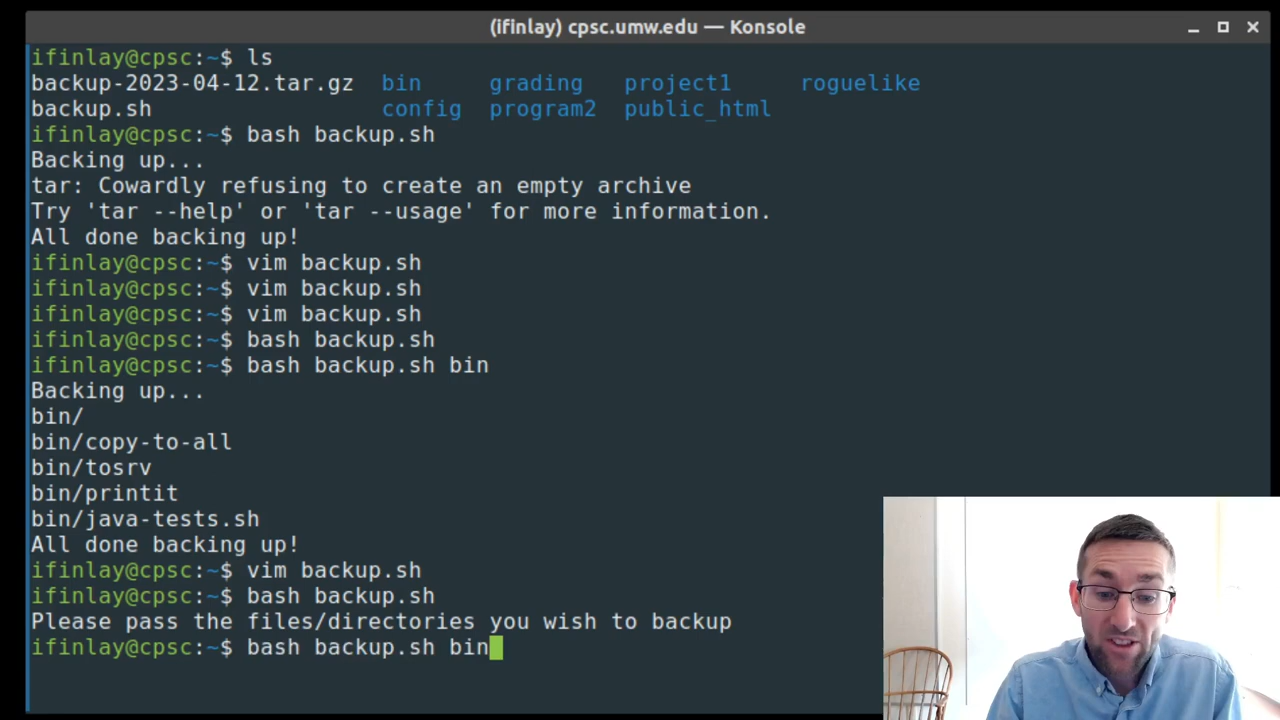 (ifinlay) cpsc.umw.edu — Konsole
ifinlay@cpsc:~$ ls
backup-2023-04-12.tar.gz bin grading project1 roguelike
backup.sh config program2 public_html
ifinlay@cpsc:~$ bash backup.sh
Backing up...
tar: Cowardly refusing to create an empty archive
Try 'tar --help' or 'tar --usage' for more information.
All done backing up!
ifinlay@cpsc:~$ vim backup.sh
ifinlay@cpsc:~$ vim backup.sh
ifinlay@cpsc:~$ vim backup.sh
ifinlay@cpsc:~$ bash backup.sh
ifinlay@cpsc:~$ bash backup.sh bin
Backing up...
bin/
bin/copy-to-all
bin/tosrv
bin/printit
bin/java-tests.sh
All done backing up!
ifinlay@cpsc:~$ vim backup.sh
ifinlay@cpsc:~$ bash backup.sh
Please pass the files/directories you wish to backup
ifinlay@cpsc:~$ bash backup.sh bin